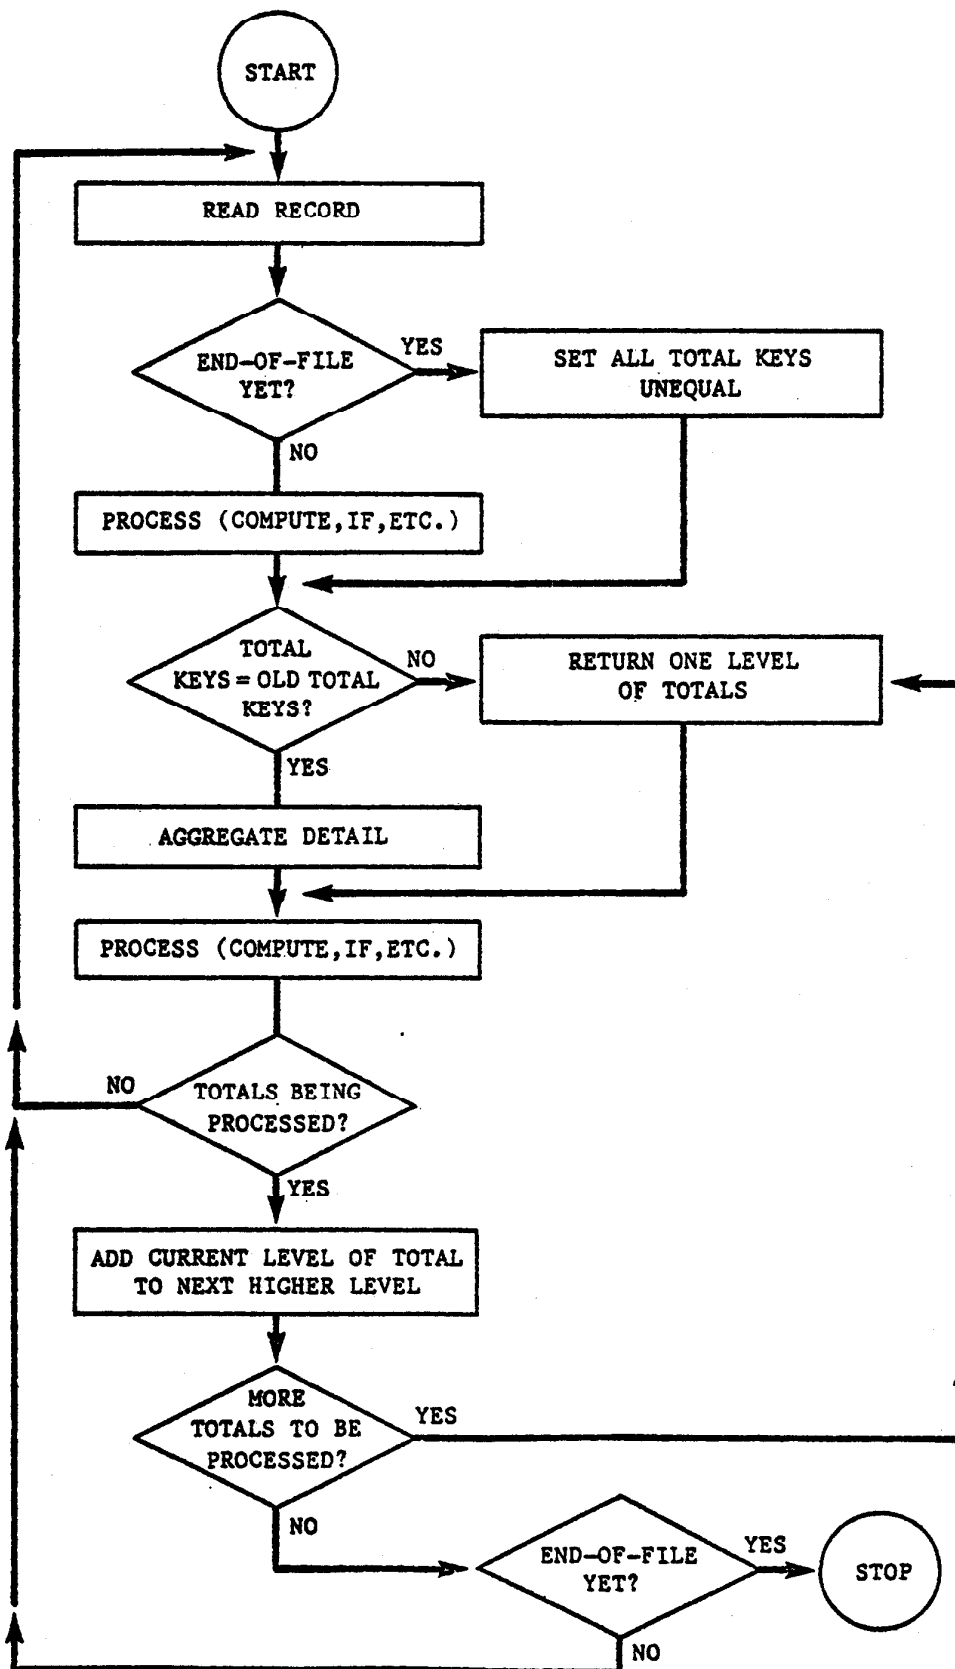 START
READ RECORD
END-OF-FILE
YET?
YES
SET ALL TOTAL KEYS
UNEQUAL
NO
PROCESS (COMPUTE,IF,ETC.)
TOTAL
KEYS = OLD TOTAL
KEYS?
NO
RETURN ONE LEVEL
OF TOTALS
YES
AGGREGATE DETAIL
PROCESS (COMPUTE,IF,ETC.)
NO
TOTALS BEING
PROCESSED?
YES
ADD CURRENT LEVEL OF TOTAL
TO NEXT HIGHER LEVEL
MORE
TOTALS TO BE
PROCESSED?
YES
NO
END-OF-FILE
YET?
YES
STOP
NO